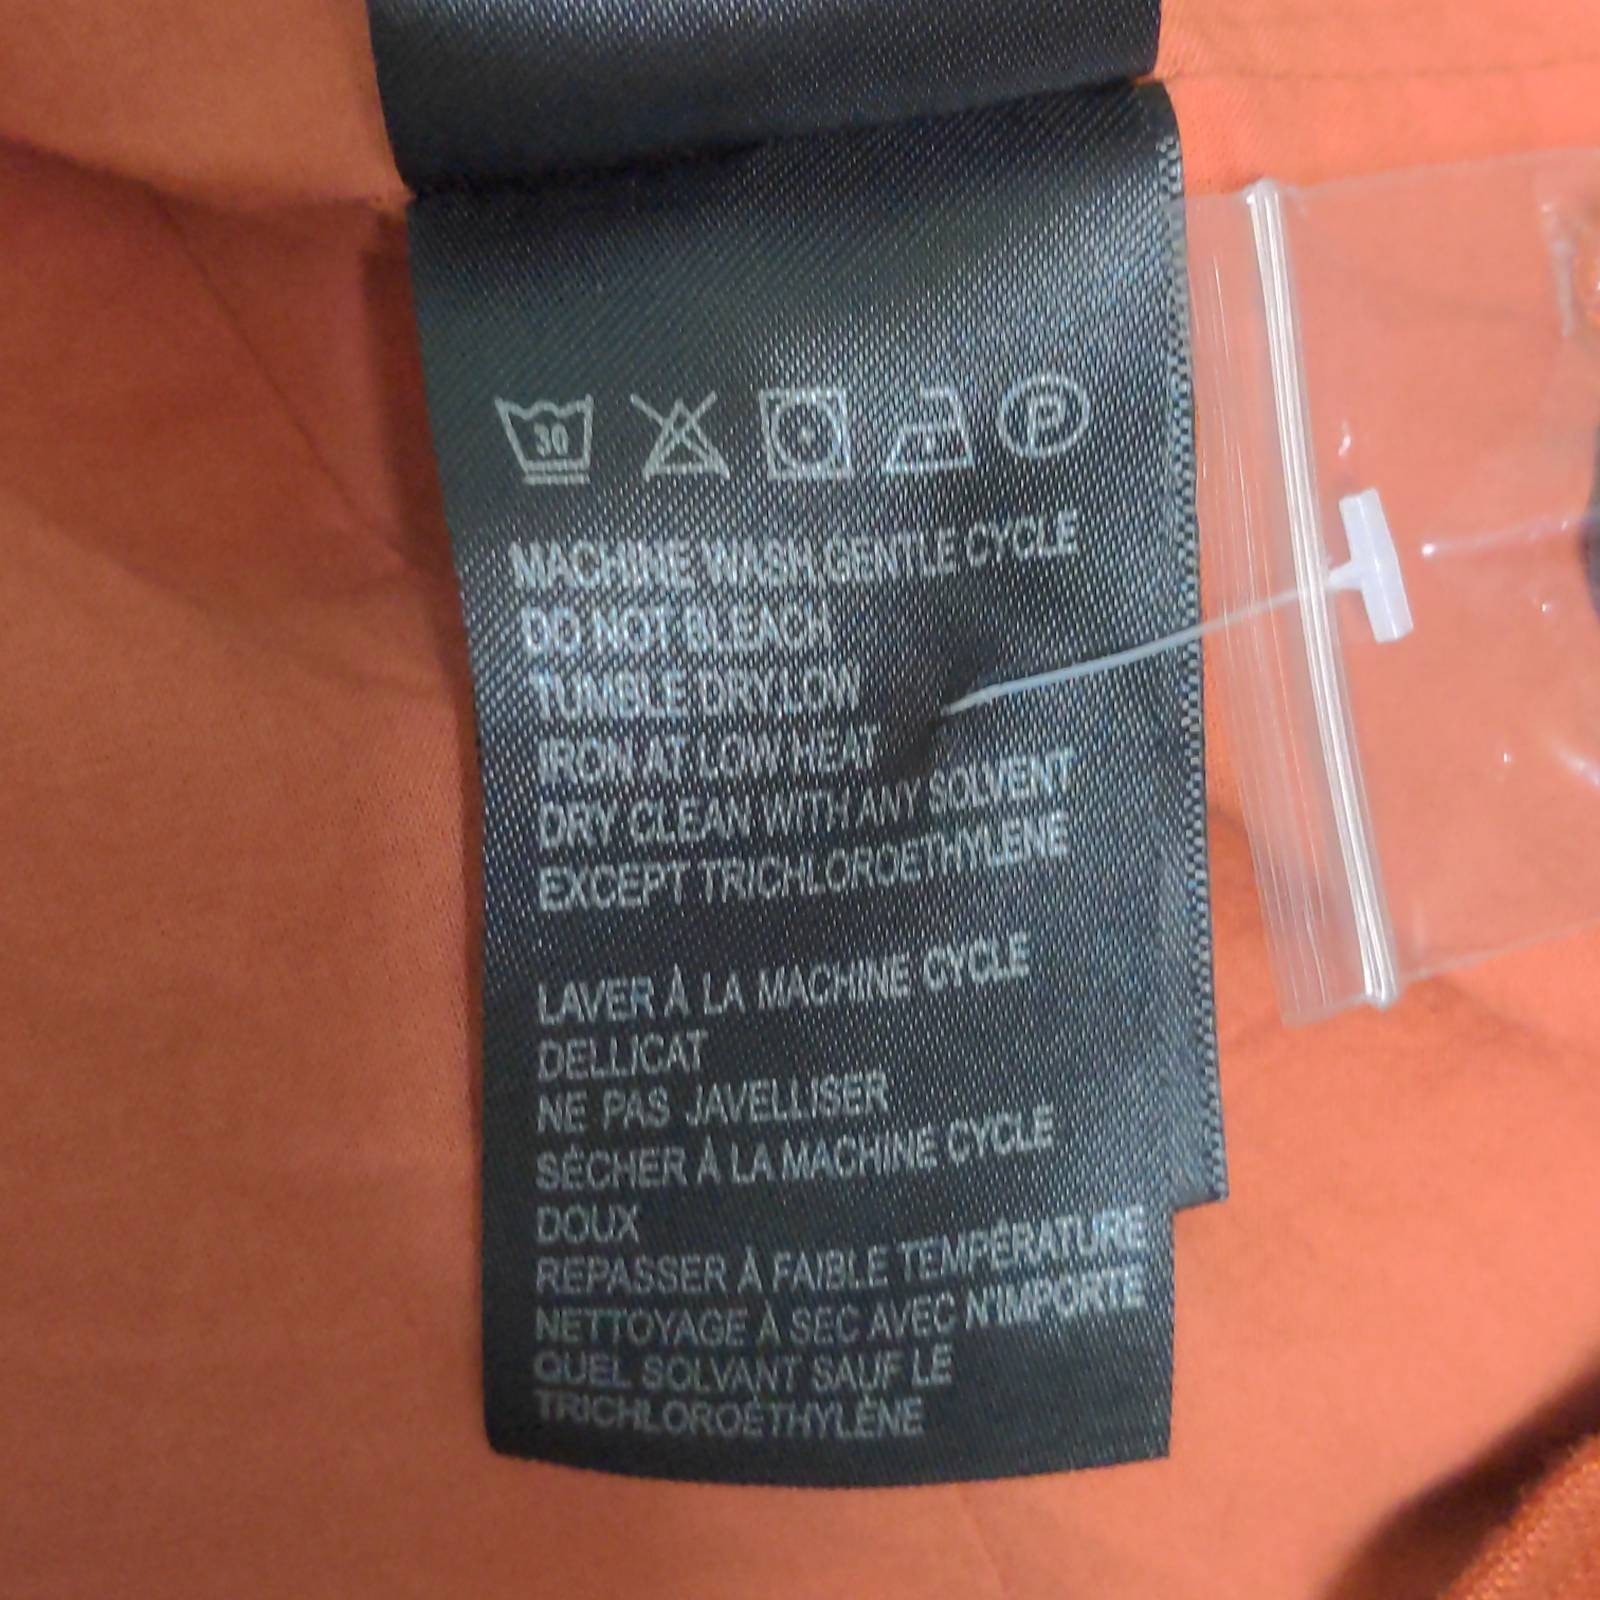 30 P
MACHINE WASH, GENTLE CYCLE
DO NOT BLEACH
TUMBLE DRY LOW
IRON AT LOW HEAT
DRY CLEAN WITH ANY SOLVENT
EXCEPT TRICHLOROETHYLENE
LAVER À LA MACHINE CYCLE
DELLICAT
NE PAS JAVELLISER
SÉCHER À LA MACHINE CYCLE
DOUX
REPASSER À FAIBLE TEMPÉRATURE
NETTOYAGE À SEC AVEC N'IMPORTE
QUEL SOLVANT SAUF LE
TRICHLOROÉTHYLÈNE